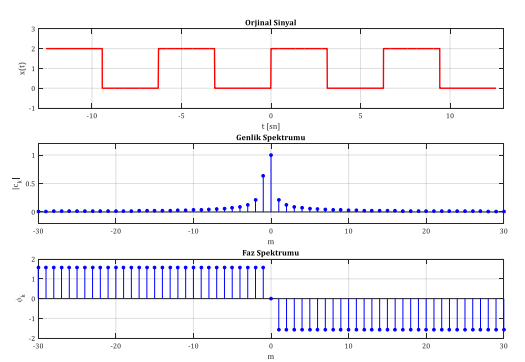 Orjinal Sinyal
3
2
1
0
-1
x(t)
-10 -5 0 5 10
t [sn]
Genlik Spektrumu
1
0.5
0
|c_k|
-30 -20 -10 0 10 20 30
m
Faz Spektrumu
2
1
0
-1
-2
-30 -20 -10 0 10 20 30
m